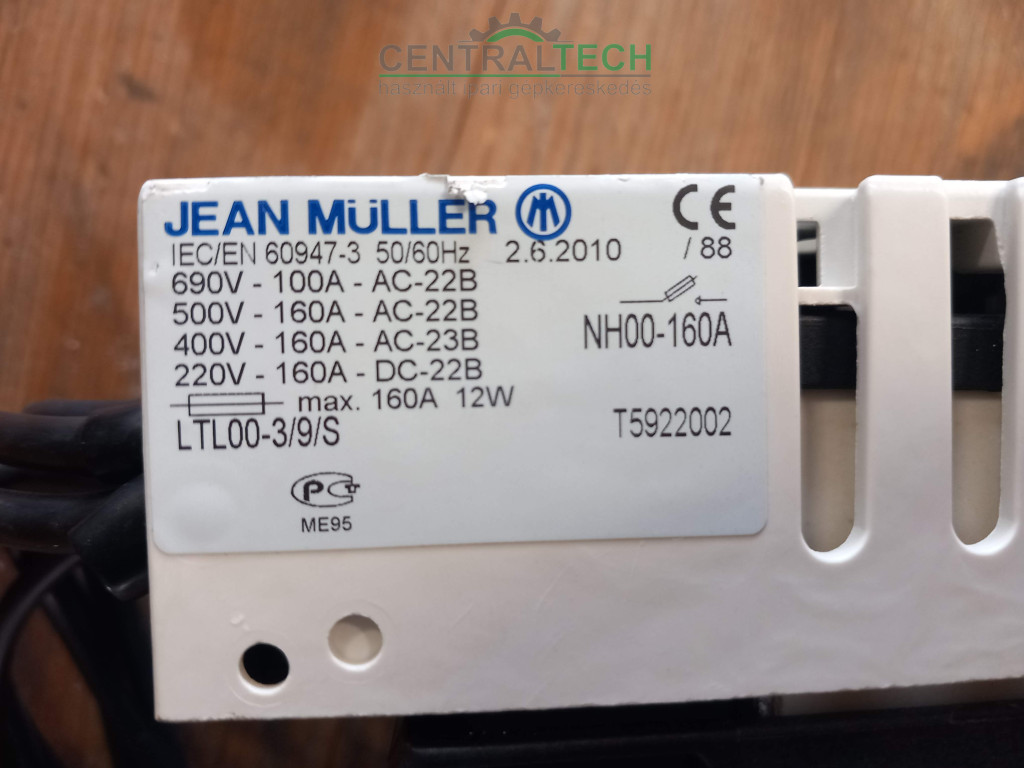 CENTRALTECH
használt ipari gépkereskedés
JEAN MÜLLER
CE
IEC/EN 60947-3 50/60Hz 2.6.2010 / 88
690V - 100A - AC-22B
500V - 160A - AC-22B
400V - 160A - AC-23B
NH00-160A
220V - 160A - DC-22B
max. 160A 12W
LTL00-3/9/S
T5922002
PC
ME95